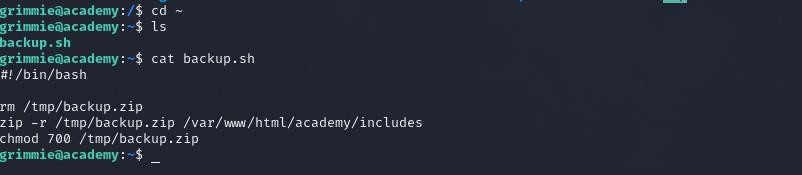 grimmie@academy:/$ cd ~
grimmie@academy:~$ ls
backup.sh
grimmie@academy:~$ cat backup.sh
#!/bin/bash
rm /tmp/backup.zip
zip -r /tmp/backup.zip /var/www/html/academy/includes
chmod 700 /tmp/backup.zip
grimmie@academy:~$ _